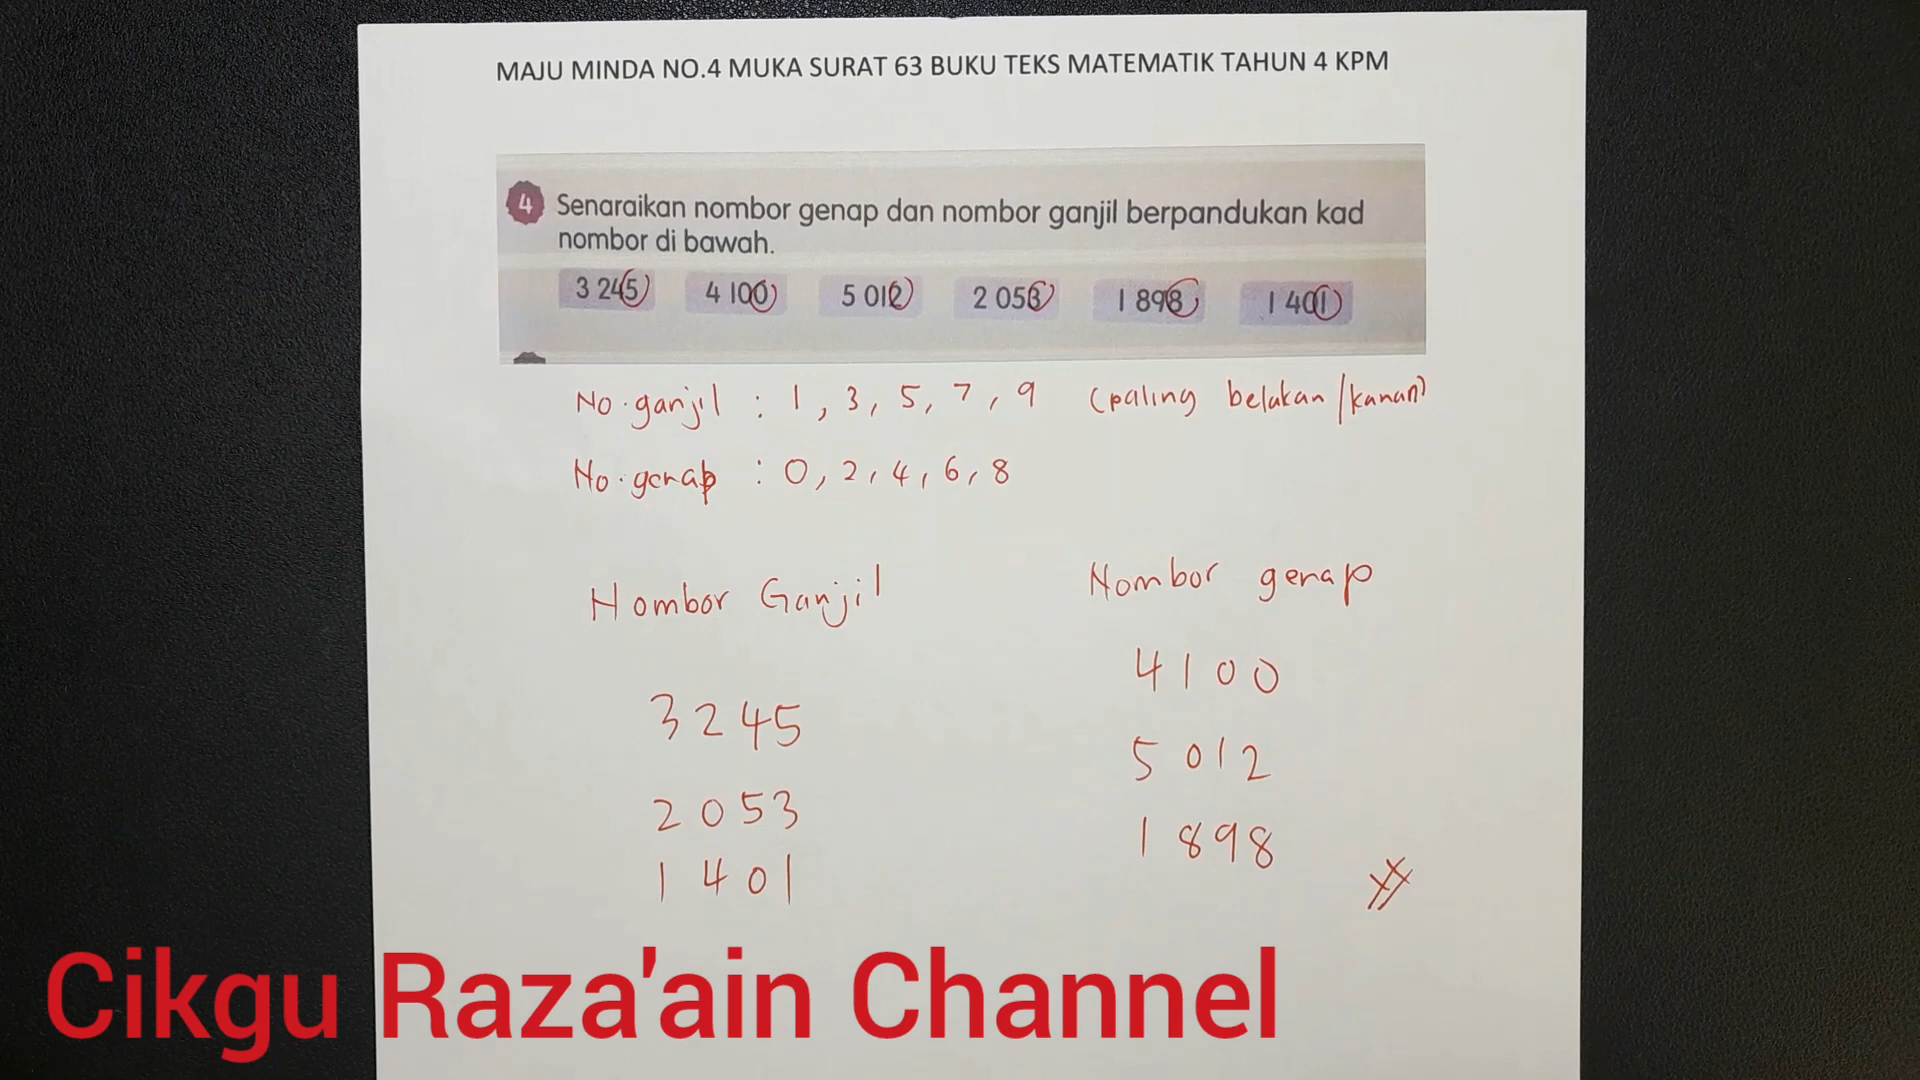 MAJU MINDA NO.4 MUKA SURAT 63 BUKU TEKS MATEMATIK TAHUN 4 KPM
4 Senaraikan nombor genap dan nombor ganjil berpandukan kad
nombor di bawah.
3 245 4 100 5 012 2 053 1 898 1 401
No. ganjil : 1, 3, 5, 7, 9 (paling belakan/kanan)
No. genap : 0, 2, 4, 6, 8
Nombor Ganjil
3245
2053
1401
Nombor genap
4100
5012
1898
Cikgu Raza'ain Channel